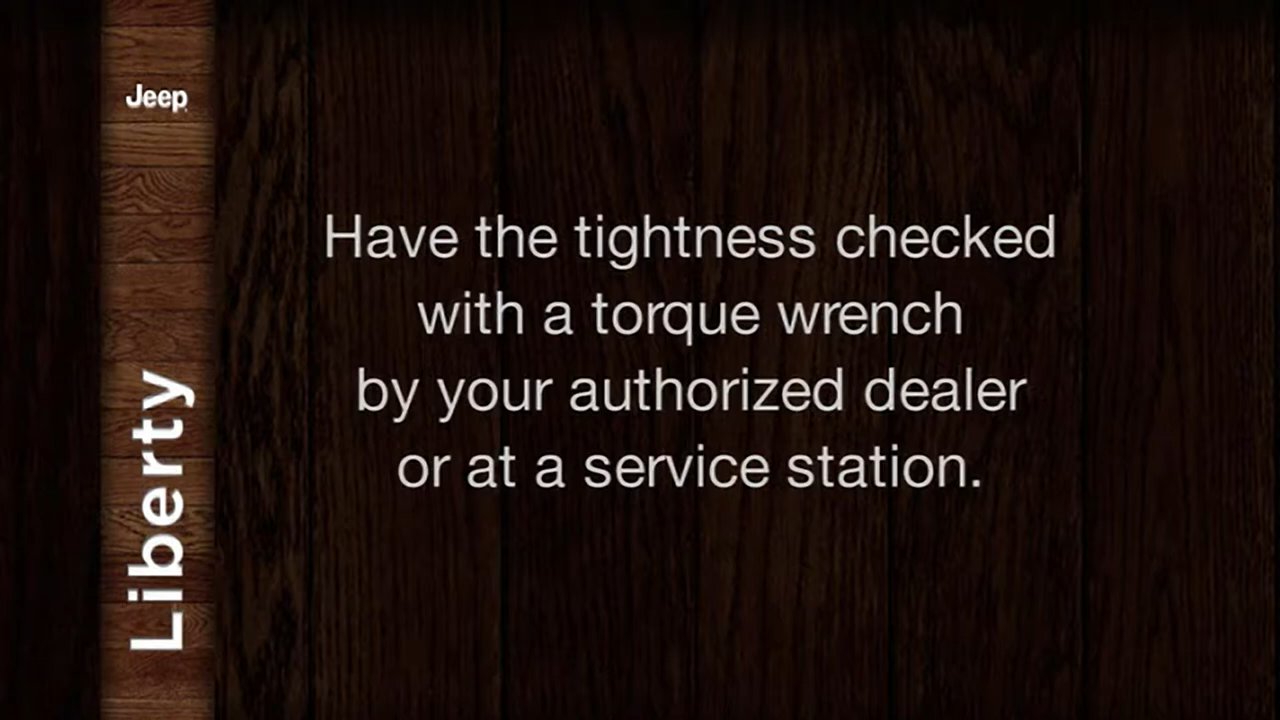 Jeep
Liberty
Have the tightness checked
with a torque wrench
by your authorized dealer
or at a service station.